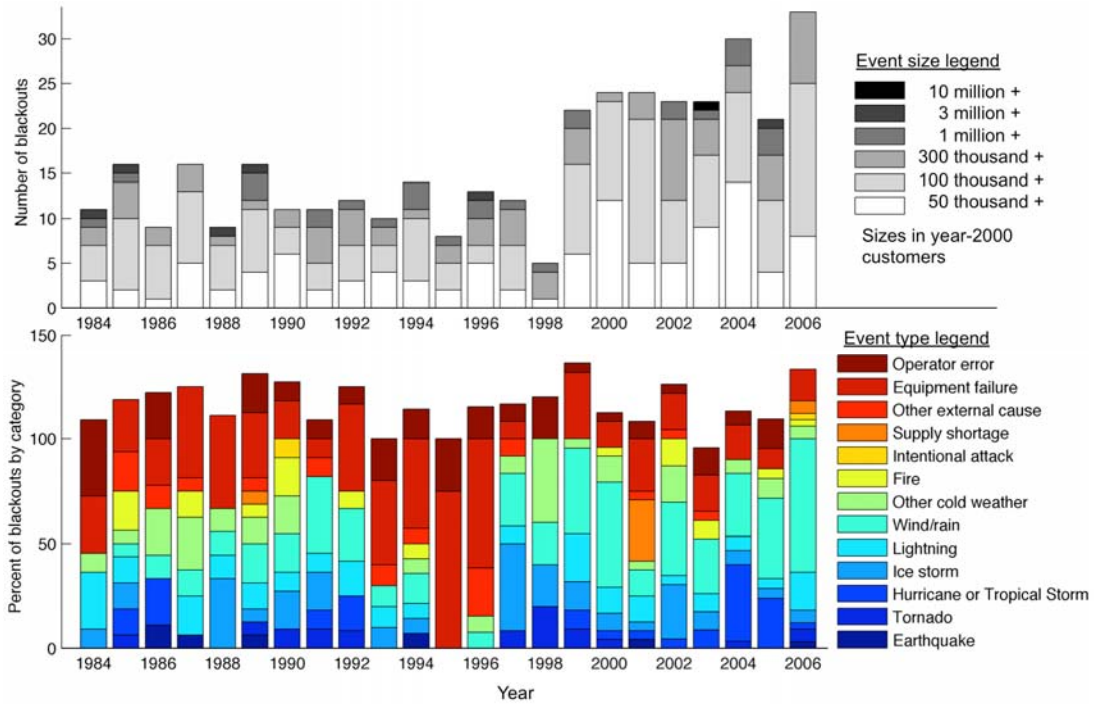 30
25
20
15
10
5
0
Number of blackouts
1984 1986 1988 1990 1992 1994 1996 1998 2000 2002 2004 2006
Event size legend
10 million +
3 million +
1 million +
300 thousand +
100 thousand +
50 thousand +
Sizes in year-2000
customers
150
100
50
0
Percent of blackouts by category
1984 1986 1988 1990 1992 1994 1996 1998 2000 2002 2004 2006
Year
Event type legend
Operator error
Equipment failure
Other external cause
Supply shortage
Intentional attack
Fire
Other cold weather
Wind/rain
Lightning
Ice storm
Hurricane or Tropical Storm
Tornado
Earthquake